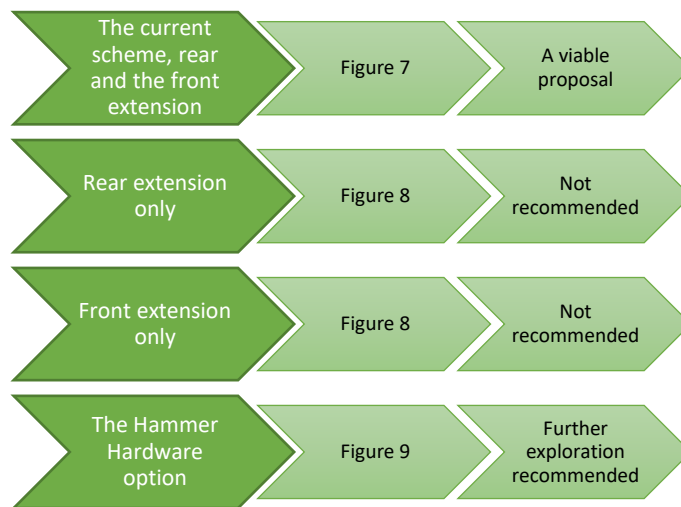 The current
scheme, rear
and the front
extension
Figure 7
A viable
proposal
Rear extension
only
Figure 8
Not
recommended
Front extension
only
Figure 8
Not
recommended
The Hammer
Hardware
option
Figure 9
Further
exploration
recommended